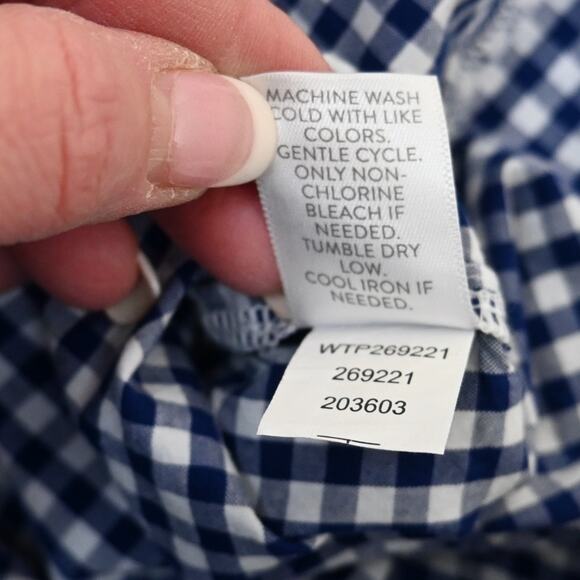 MACHINE WASH
COLD WITH LIKE
COLORS.
GENTLE CYCLE.
ONLY NON-
CHLORINE
BLEACH IF
NEEDED.
TUMBLE DRY
LOW.
COOL IRON IF
NEEDED.
WTP269221
269221
203603